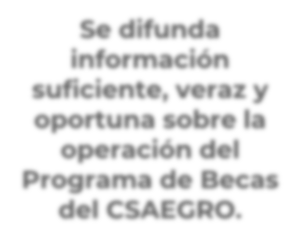 Se difunda
información
suficiente, veraz y
oportuna sobre la
operación del
Programa de Becas
del CSAEGRO.